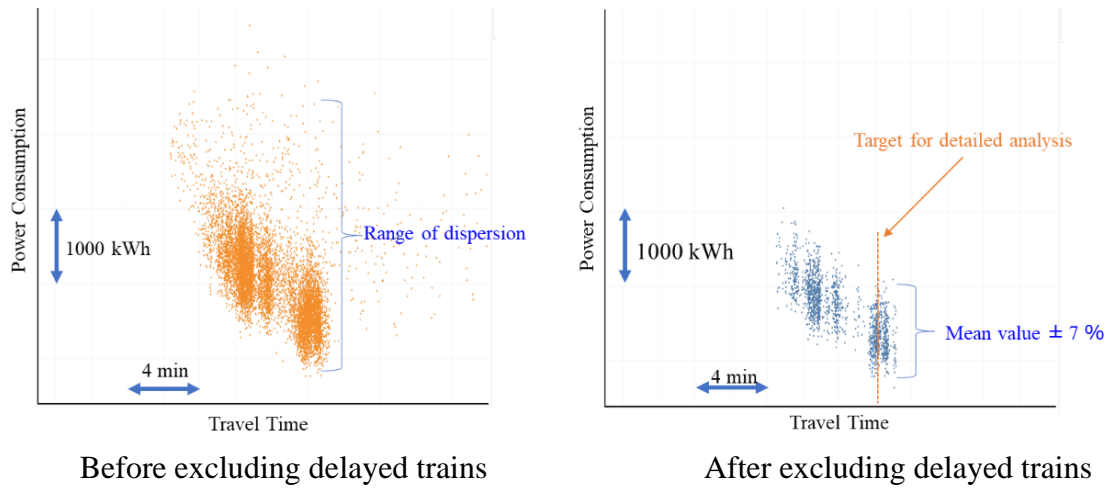 Power Consumption
1000 kWh
Range of dispersion
4 min
Travel Time
Before excluding delayed trains
Power Consumption
Target for detailed analysis
1000 kWh
Mean value ± 7 %
4 min
Travel Time
After excluding delayed trains